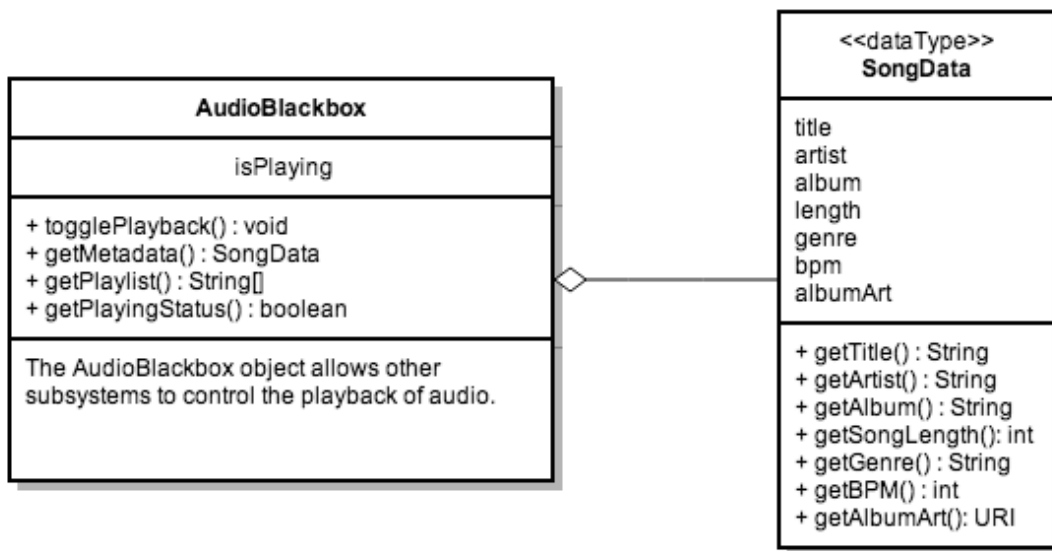 AudioBlackbox
isPlaying
+ togglePlayback() : void
+ getMetadata() : SongData
+ getPlaylist() : String[]
+ getPlayingStatus() : boolean
The AudioBlackbox object allows other
subsystems to control the playback of audio.
<<dataType>>
SongData
title
artist
album
length
genre
bpm
albumArt
+ getTitle() : String
+ getArtist() : String
+ getAlbum() : String
+ getSongLength(): int
+ getGenre() : String
+ getBPM() : int
+ getAlbumArt(): URI